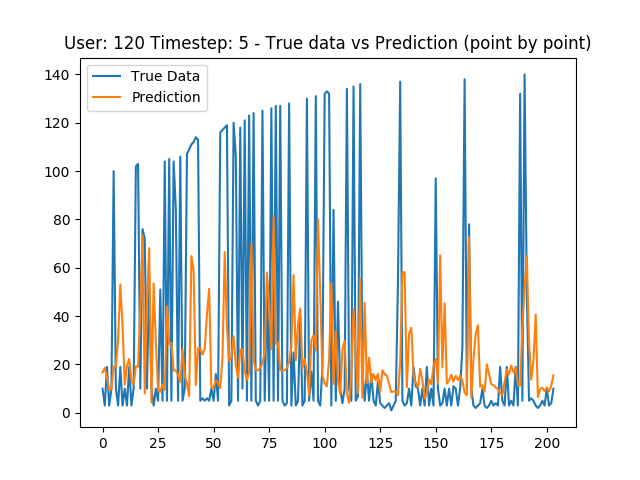 User: 120 Timestep: 5 - True data vs Prediction (point by point)
True Data
Prediction
140
120
100
80
60
40
20
0
0 25 50 75 100 125 150 175 200